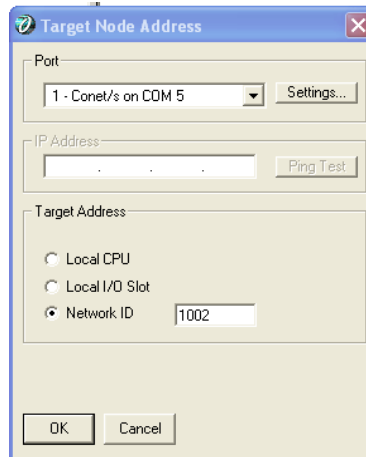 Target Node Address
Port
1 - Conet/s on COM 5
Settings...
IP Address
. . .
Ping Test
Target Address
Local CPU
Local I/O Slot
Network ID 1002
OK Cancel